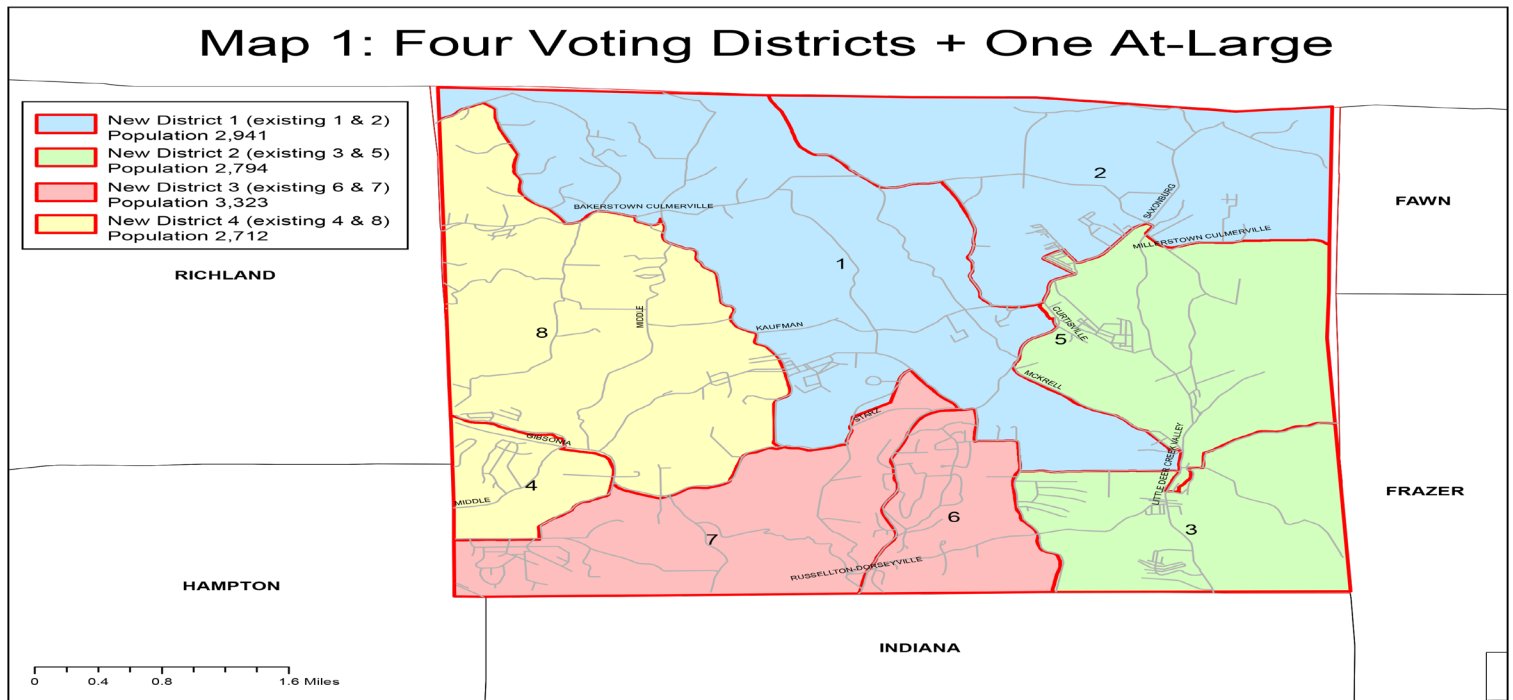 Map 1: Four Voting Districts + One At-Large
New District 1 (existing 1 & 2)
Population 2,941
New District 2 (existing 3 & 5)
Population 2,794
New District 3 (existing 6 & 7)
Population 3,323
New District 4 (existing 4 & 8)
Population 2,712
2
SAXONBURG
FAWN
BAKERSTOWN CULMERVILLE
MILLERSTOWN CULMERVILLE
RICHLAND
1
MIDDLE
KAUFMAN
CURTISVILLE
8
5
MCKRELL
STARZ
GIBSONIA
LITTLE DEER CREEK VALLEY
4
MIDDLE
FRAZER
6
3
7
RUSSELLTON-DORSEYVILLE
HAMPTON
INDIANA
0 0.4 0.8 1.6 Miles